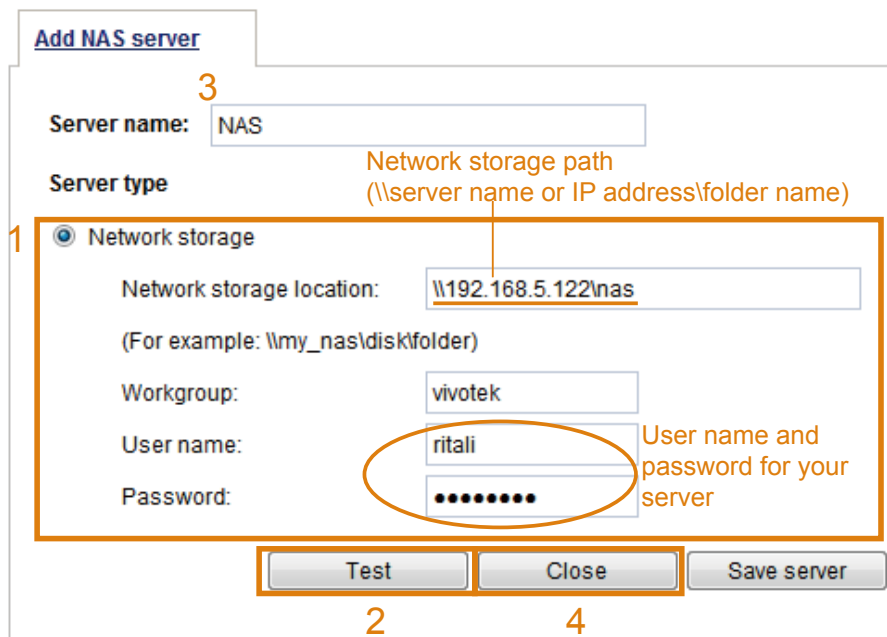 Add NAS server
3
Server name: NAS
Network storage path
(\\server name or IP address\folder name)
Server type
1
Network storage
Network storage location: \\192.168.5.122\nas
(For example: \\my_nas\disk\folder)
Workgroup: vivotek
User name: ritali
Password: ●●●●●●●●
User name and
password for your
server
Test Close Save server
2 4